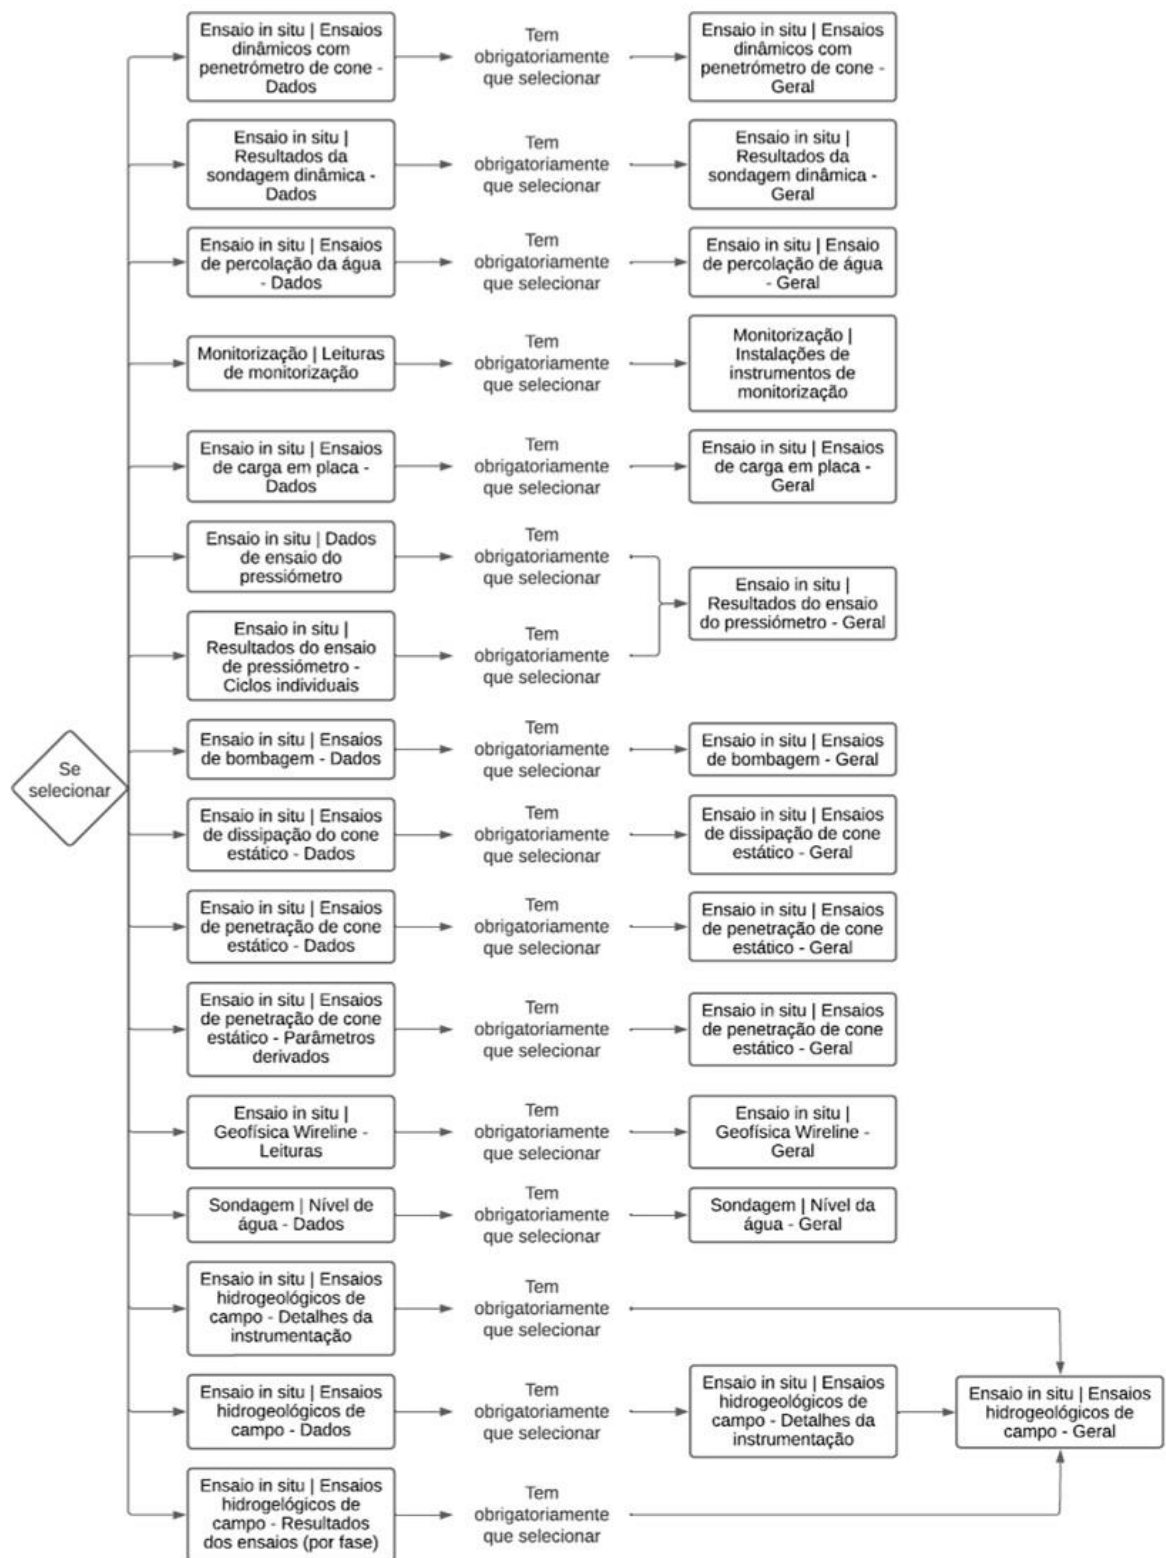 Ensaio in situ | Ensaios
dinâmicos com
penetrómetro de cone -
Dados
Tem
obrigatoriamente
que selecionar
Ensaio in situ | Ensaios
dinâmicos com
penetrómetro de cone -
Geral
Ensaio in situ |
Resultados da
sondagem dinâmica -
Dados
Tem
obrigatoriamente
que selecionar
Ensaio in situ |
Resultados da
sondagem dinâmica -
Geral
Ensaio in situ | Ensaios
de percolação da água
- Dados
Tem
obrigatoriamente
que selecionar
Ensaio in situ | Ensaio
de percolação de água
- Geral
Monitorização | Leituras
de monitorização
Tem
obrigatoriamente
que selecionar
Monitorização |
Instalações de
instrumentos de
monitorização
Ensaio in situ | Ensaios
de carga em placa -
Dados
Tem
obrigatoriamente
que selecionar
Ensaio in situ | Ensaios
de carga em placa -
Geral
Ensaio in situ | Dados
de ensaio do
pressiómetro
Tem
obrigatoriamente
que selecionar
Ensaio in situ |
Resultados do ensaio
do pressiómetro - Geral
Ensaio in situ |
Resultados do ensaio
de pressiómetro -
Ciclos individuais
Tem
obrigatoriamente
que selecionar
Se
selecionar
Ensaio in situ | Ensaios
de bombagem - Dados
Tem
obrigatoriamente
que selecionar
Ensaio in situ | Ensaios
de bombagem - Geral
Ensaio in situ | Ensaios
de dissipação do cone
estático - Dados
Tem
obrigatoriamente
que selecionar
Ensaio in situ | Ensaios
de dissipação de cone
estático - Geral
Ensaio in situ | Ensaios
de penetração de cone
estático - Dados
Tem
obrigatoriamente
que selecionar
Ensaio in situ | Ensaios
de penetração de cone
estático - Geral
Ensaio in situ | Ensaios
de penetração de cone
estático - Parâmetros
derivados
Tem
obrigatoriamente
que selecionar
Ensaio in situ | Ensaios
de penetração de cone
estático - Geral
Ensaio in situ |
Geofísica Wireline -
Leituras
Tem
obrigatoriamente
que selecionar
Ensaio in situ |
Geofísica Wireline -
Geral
Sondagem | Nível de
água - Dados
Tem
obrigatoriamente
que selecionar
Sondagem | Nível da
água - Geral
Ensaio in situ | Ensaios
hidrogeológicos de
campo - Detalhes da
instrumentação
Tem
obrigatoriamente
que selecionar
Ensaio in situ | Ensaios
hidrogeológicos de
campo - Dados
Tem
obrigatoriamente
que selecionar
Ensaio in situ | Ensaios
hidrogeológicos de
campo - Detalhes da
instrumentação
Ensaio in situ | Ensaios
hidrogeológicos de
campo - Geral
Ensaio in situ | Ensaios
hidrogelógicos de
campo - Resultados
dos ensaios (por fase)
Tem
obrigatoriamente
que selecionar